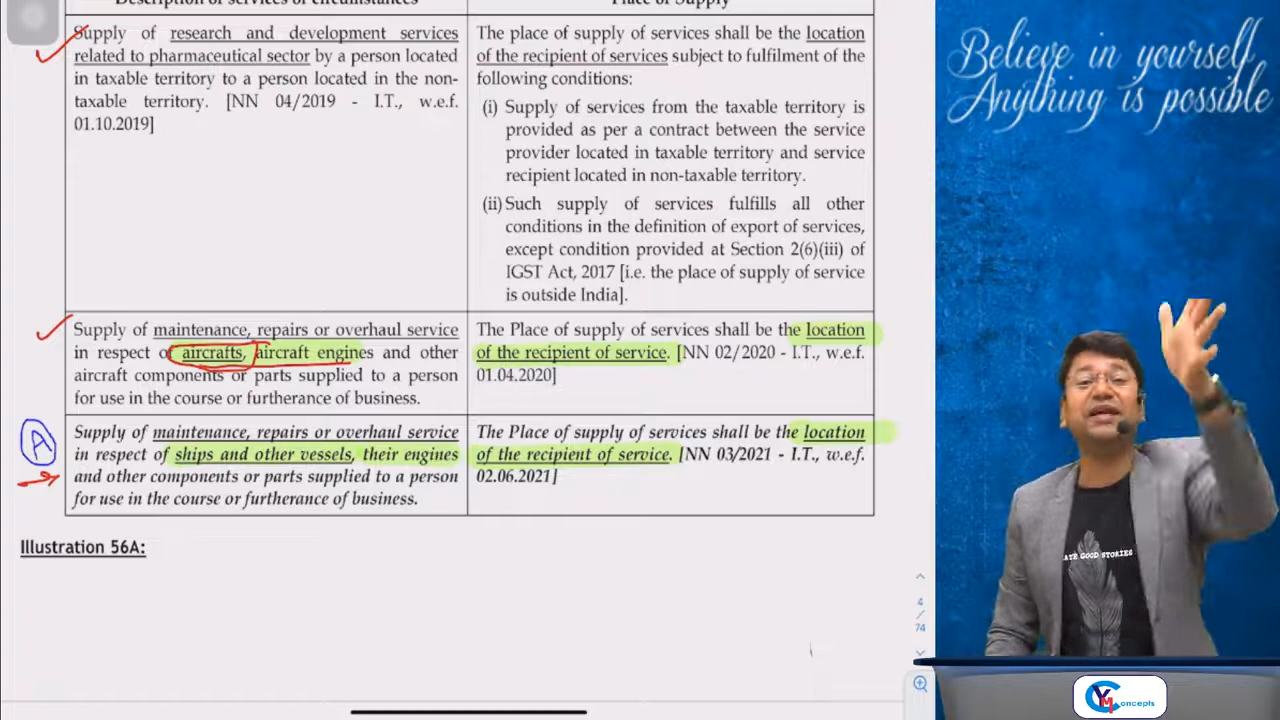 Description of services or circumstances
Place of Supply
Supply of research and development services
related to pharmaceutical sector by a person located
in taxable territory to a person located in the non-
taxable territory. [NN 04/2019 - I.T., w.e.f.
01.10.2019]
The place of supply of services shall be the location
of the recipient of services subject to fulfilment of the
following conditions:
(i) Supply of services from the taxable territory is
provided as per a contract between the service
provider located in taxable territory and service
recipient located in non-taxable territory.
(ii) Such supply of services fulfills all other
conditions in the definition of export of services,
except condition provided at Section 2(6)(iii) of
IGST Act, 2017 [i.e. the place of supply of service
is outside India].
Supply of maintenance, repairs or overhaul service
in respect of aircrafts, aircraft engines and other
aircraft components or parts supplied to a person
for use in the course or furtherance of business.
The Place of supply of services shall be the location
of the recipient of service. [NN 02/2020 - I.T., w.e.f.
01.04.2020]
A
Supply of maintenance, repairs or overhaul service
in respect of ships and other vessels, their engines
and other components or parts supplied to a person
for use in the course or furtherance of business.
The Place of supply of services shall be the location
of the recipient of service. [NN 03/2021 - I.T., w.e.f.
02.06.2021]
Illustration 56A:
4
/
74
Believe in yourself
Anything is possible
ATE GOOD STORIES
YM
Concepts